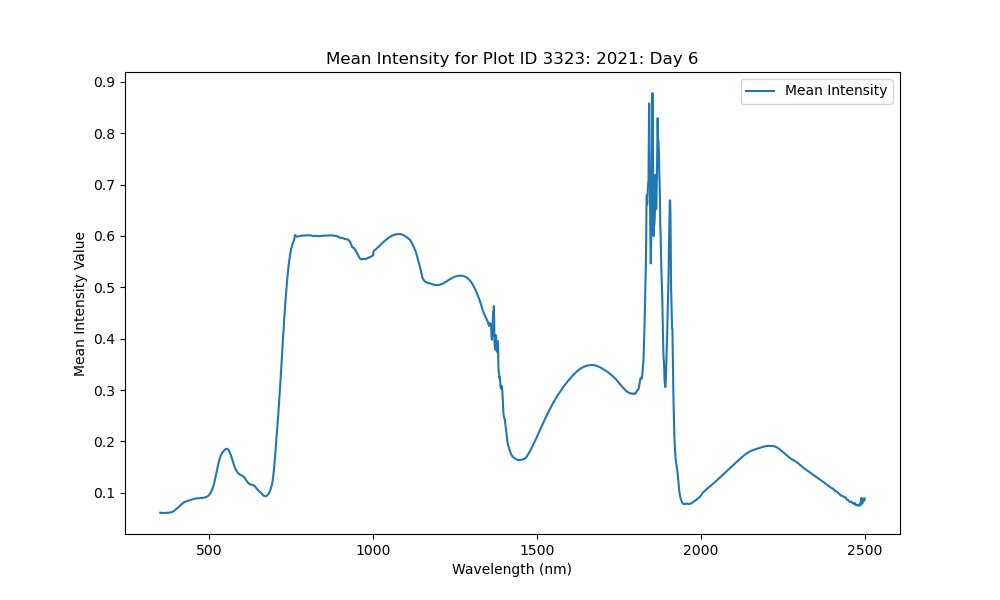 Mean Intensity for Plot ID 3323: 2021: Day 6
Mean Intensity
Mean Intensity Value
0.9
0.8
0.7
0.6
0.5
0.4
0.3
0.2
0.1
500 1000 1500 2000 2500
Wavelength (nm)